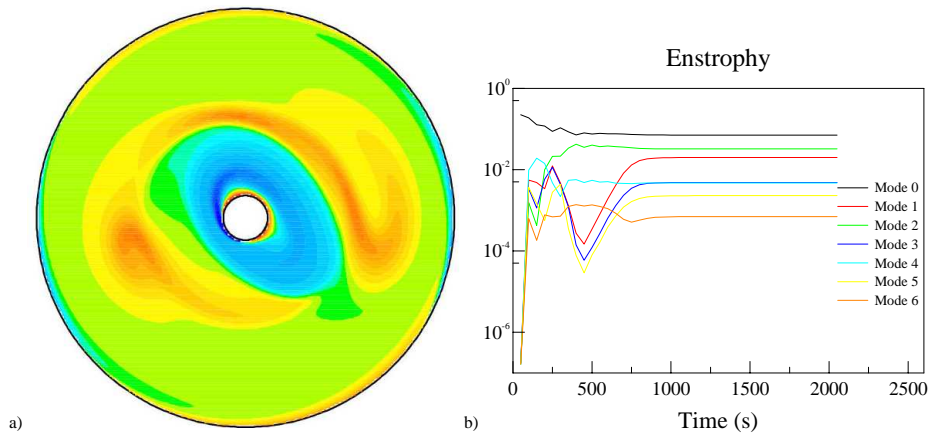 a)
b)
Enstrophy
10^0
10^-2
10^-4
10^-6
Mode 0
Mode 1
Mode 2
Mode 3
Mode 4
Mode 5
Mode 6
0 500 1000 1500 2000 2500
Time (s)